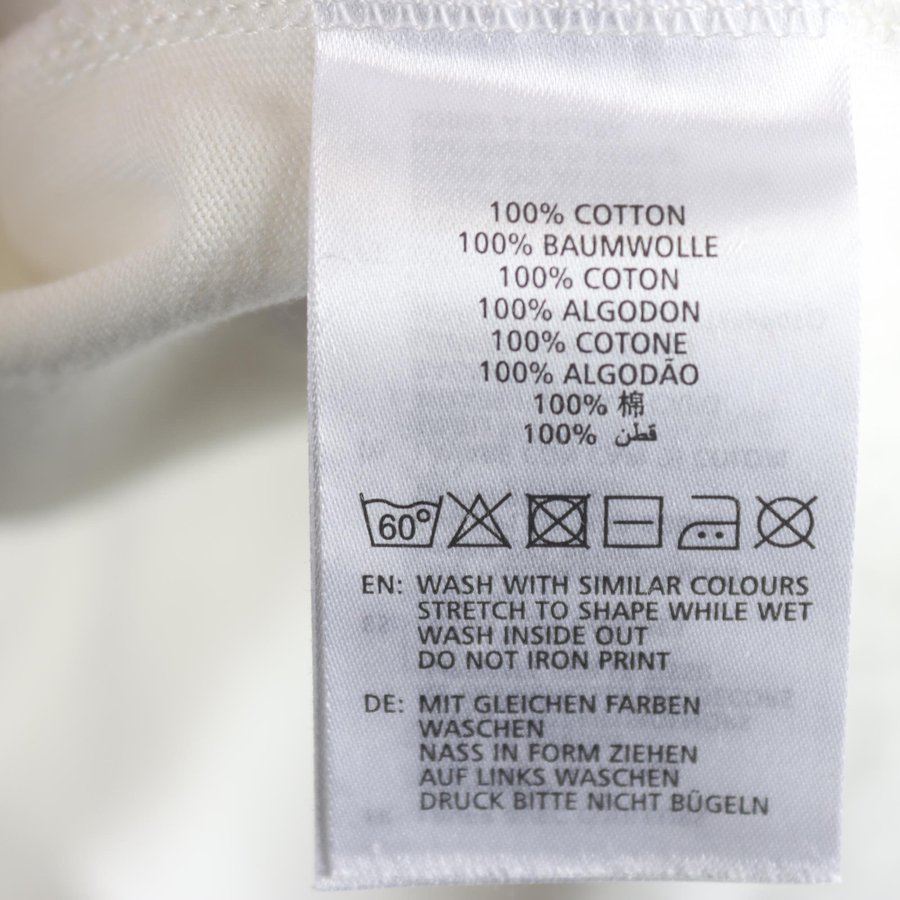 100% COTTON
100% BAUMWOLLE
100% COTON
100% ALGODON
100% COTONE
100% ALGODÃO
100% 棉
100% قطن
60°
EN: WASH WITH SIMILAR COLOURS
STRETCH TO SHAPE WHILE WET
WASH INSIDE OUT
DO NOT IRON PRINT
DE: MIT GLEICHEN FARBEN
WASCHEN
NASS IN FORM ZIEHEN
AUF LINKS WASCHEN
DRUCK BITTE NICHT BÜGELN